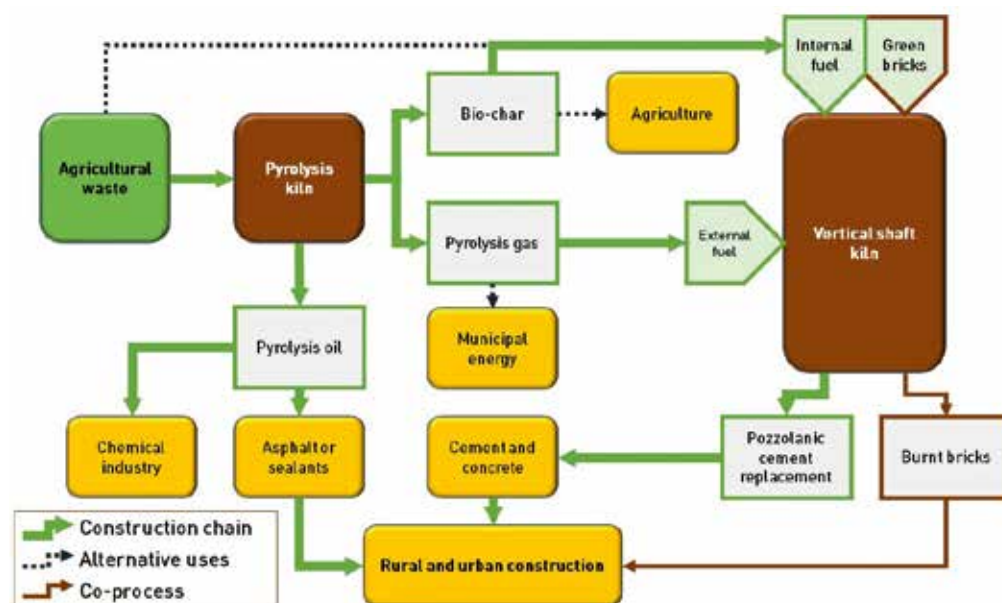 Internal
fuel
Green
bricks
Bio-char
Agriculture
Agricultural
waste
Pyrolysis
kiln
Pyrolysis gas
External
fuel
Vertical shaft
kiln
Pyrolysis oil
Municipal
energy
Chemical
industry
Asphalt or
sealants
Cement and
concrete
Pozzolanic
cement
replacement
Burnt bricks
Construction chain
Alternative uses
Co-process
Rural and urban construction